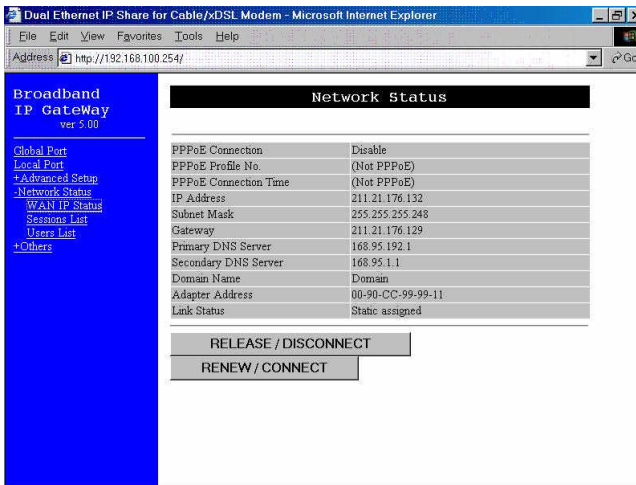 Dual Ethernet IP Share for Cable/xDSL Modem - Microsoft Internet Explorer
File Edit View Favorites Tools Help
Address http://192.168.100.254/ Go
Broadband
IP GateWay
ver 5.00
Global Port
Local Port
+Advanced Setup
-Network Status
WAN IP Status
Sessions List
Users List
+Others
Network Status
PPPoE Connection Disable
PPPoE Profile No. (Not PPPoE)
PPPoE Connection Time (Not PPPoE)
IP Address 211.21.176.132
Subnet Mask 255.255.255.248
Gateway 211.21.176.129
Primary DNS Server 168.95.192.1
Secondary DNS Server 168.95.1.1
Domain Name Domain
Adapter Address 00-90-CC-99-99-11
Link Status Static assigned
RELEASE / DISCONNECT
RENEW / CONNECT